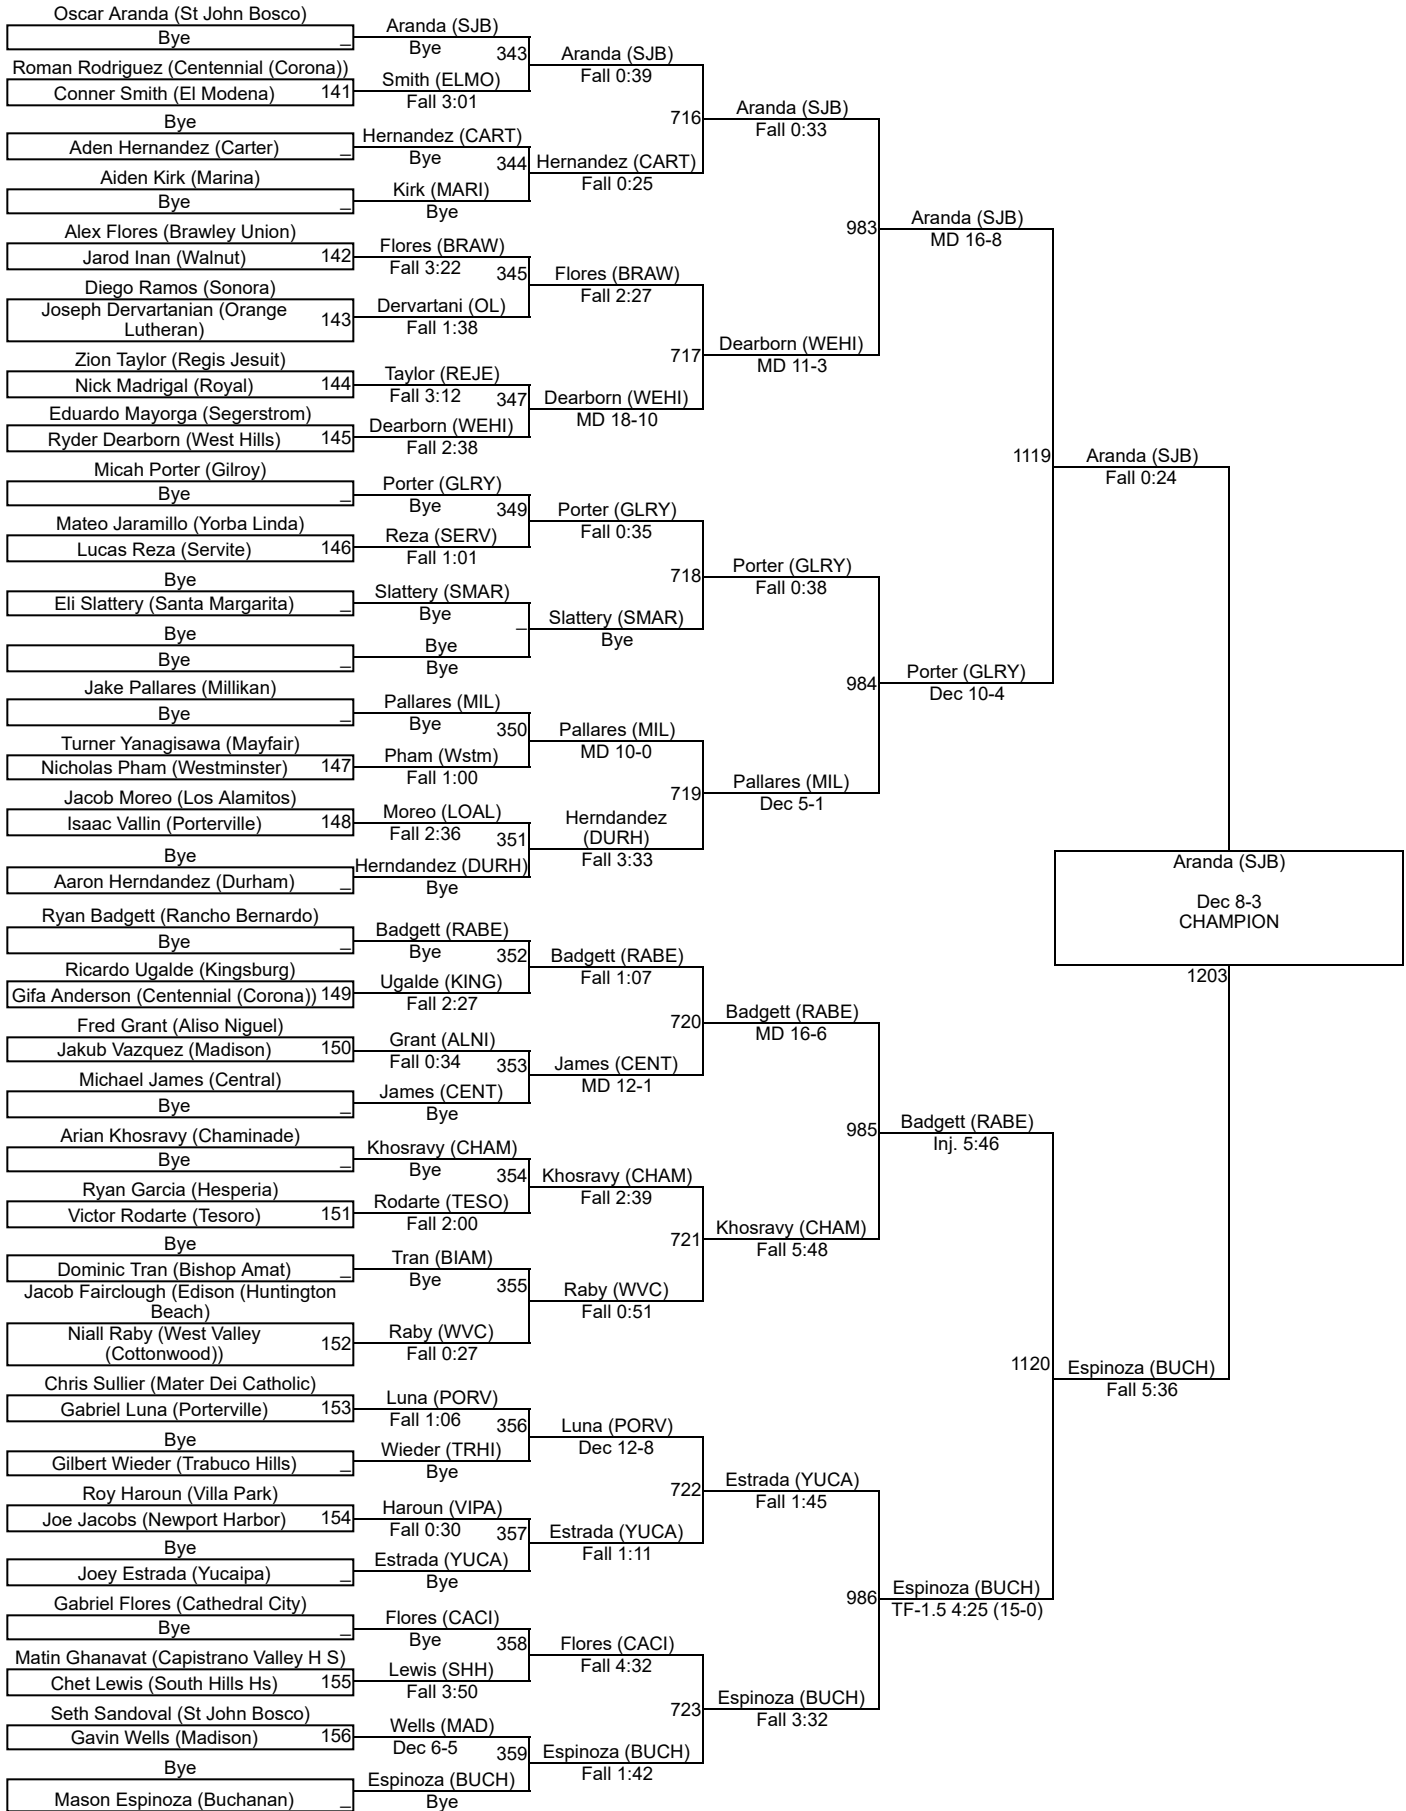 Oscar Aranda (St John Bosco)
Bye _
Roman Rodriguez (Centennial (Corona))
Conner Smith (El Modena) 141
Bye
Aden Hernandez (Carter) _
Aiden Kirk (Marina)
Bye _
Alex Flores (Brawley Union)
Jarod Inan (Walnut) 142
Diego Ramos (Sonora)
Joseph Dervartanian (Orange
Lutheran) 143
Zion Taylor (Regis Jesuit)
Nick Madrigal (Royal) 144
Eduardo Mayorga (Segerstrom)
Ryder Dearborn (West Hills) 145
Micah Porter (Gilroy)
Bye _
Mateo Jaramillo (Yorba Linda)
Lucas Reza (Servite) 146
Bye
Eli Slattery (Santa Margarita) _
Bye
Bye _
Jake Pallares (Millikan)
Bye _
Turner Yanagisawa (Mayfair)
Nicholas Pham (Westminster) 147
Jacob Moreo (Los Alamitos)
Isaac Vallin (Porterville) 148
Bye
Aaron Herndandez (Durham) _
Ryan Badgett (Rancho Bernardo)
Bye _
Ricardo Ugalde (Kingsburg)
Gifa Anderson (Centennial (Corona)) 149
Fred Grant (Aliso Niguel)
Jakub Vazquez (Madison) 150
Michael James (Central)
Bye _
Arian Khosravy (Chaminade)
Bye _
Ryan Garcia (Hesperia)
Victor Rodarte (Tesoro) 151
Bye
Dominic Tran (Bishop Amat) _
Jacob Fairclough (Edison (Huntington
Beach)
Niall Raby (West Valley
(Cottonwood)) 152
Chris Sullier (Mater Dei Catholic)
Gabriel Luna (Porterville) 153
Bye
Gilbert Wieder (Trabuco Hills) _
Roy Haroun (Villa Park)
Joe Jacobs (Newport Harbor) 154
Bye
Joey Estrada (Yucaipa) _
Gabriel Flores (Cathedral City)
Bye _
Matin Ghanavat (Capistrano Valley H S)
Chet Lewis (South Hills Hs) 155
Seth Sandoval (St John Bosco)
Gavin Wells (Madison) 156
Bye
Mason Espinoza (Buchanan) _
Aranda (SJB)
Bye 343
Smith (ELMO)
Fall 3:01
Hernandez (CART)
Bye 344
Kirk (MARI)
Bye
Flores (BRAW)
Fall 3:22 345
Dervartani (OL)
Fall 1:38
Taylor (REJE)
Fall 3:12 347
Dearborn (WEHI)
Fall 2:38
Porter (GLRY)
Bye 349
Reza (SERV)
Fall 1:01
Slattery (SMAR)
Bye _
Bye
Bye
Pallares (MIL)
Bye 350
Pham (Wstm)
Fall 1:00
Moreo (LOAL)
Fall 2:36 351
Herndandez (DURH)
Bye
Badgett (RABE)
Bye 352
Ugalde (KING)
Fall 2:27
Grant (ALNI)
Fall 0:34 353
James (CENT)
Bye
Khosravy (CHAM)
Bye 354
Rodarte (TESO)
Fall 2:00
Tran (BIAM)
Bye 355
Raby (WVC)
Fall 0:27
Luna (PORV)
Fall 1:06 356
Wieder (TRHI)
Bye
Haroun (VIPA)
Fall 0:30 357
Estrada (YUCA)
Bye
Flores (CACI)
Bye 358
Lewis (SHH)
Fall 3:50
Wells (MAD)
Dec 6-5 359
Espinoza (BUCH)
Bye
Aranda (SJB)
Fall 0:39
716
Hernandez (CART)
Fall 0:25
Flores (BRAW)
Fall 2:27
717
Dearborn (WEHI)
MD 18-10
Porter (GLRY)
Fall 0:35
718
Slattery (SMAR)
Bye
Pallares (MIL)
MD 10-0
719
Herndandez
(DURH)
Fall 3:33
Badgett (RABE)
Fall 1:07
720
James (CENT)
MD 12-1
Khosravy (CHAM)
Fall 2:39
721
Raby (WVC)
Fall 0:51
Luna (PORV)
Dec 12-8
722
Estrada (YUCA)
Fall 1:11
Flores (CACI)
Fall 4:32
723
Espinoza (BUCH)
Fall 1:42
Aranda (SJB)
Fall 0:33
983
Dearborn (WEHI)
MD 11-3
Porter (GLRY)
Fall 0:38
984
Pallares (MIL)
Dec 5-1
Badgett (RABE)
MD 16-6
985
Khosravy (CHAM)
Fall 5:48
Estrada (YUCA)
Fall 1:45
986
Espinoza (BUCH)
Fall 3:32
Aranda (SJB)
MD 16-8
1119
Porter (GLRY)
Dec 10-4
Badgett (RABE)
Inj. 5:46
1120
Espinoza (BUCH)
TF-1.5 4:25 (15-0)
Aranda (SJB)
Fall 0:24
Espinoza (BUCH)
Fall 5:36
Aranda (SJB)
Dec 8-3
CHAMPION
1203